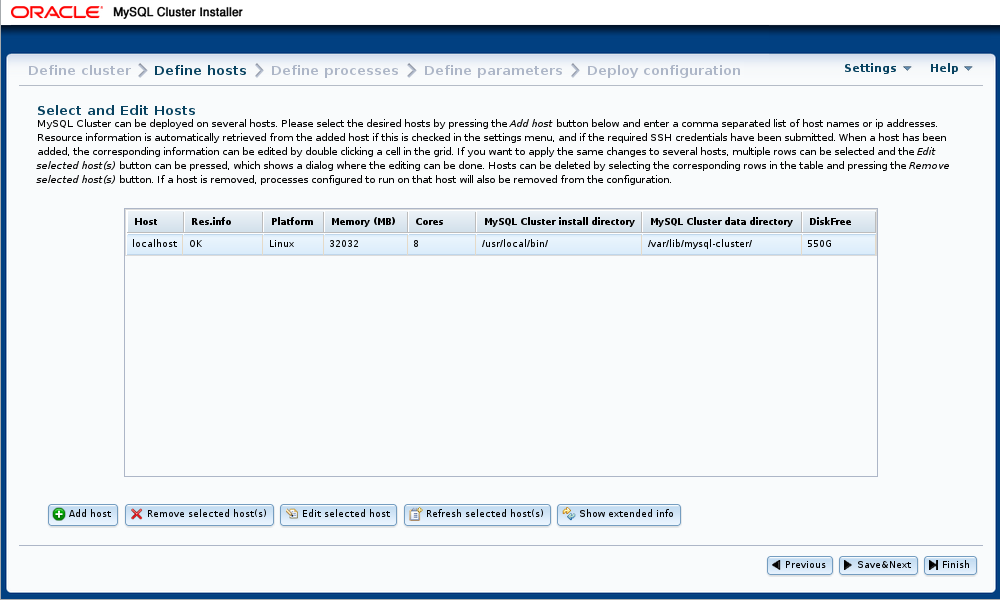 ORACLE MySQL Cluster Installer
Define cluster Define hosts Define processes Define parameters Deploy configuration Settings Help
Select and Edit Hosts
MySQL Cluster can be deployed on several hosts. Please select the desired hosts by pressing the Add host button below and enter a comma separated list of host names or ip addresses.
Resource information is automatically retrieved from the added host if this is checked in the settings menu, and if the required SSH credentials have been submitted. When a host has been
added, the corresponding information can be edited by double clicking a cell in the grid. If you want to apply the same changes to several hosts, multiple rows can be selected and the Edit
selected host(s) button can be pressed, which shows a dialog where the editing can be done. Hosts can be deleted by selecting the corresponding rows in the table and pressing the Remove
selected host(s) button. If a host is removed, processes configured to run on that host will also be removed from the configuration.
Host Res.info Platform Memory (MB) Cores MySQL Cluster install directory MySQL Cluster data directory DiskFree
localhost OK Linux 32032 8 /usr/local/bin/ /var/lib/mysql-cluster/ 550G
Add host Remove selected host(s) Edit selected host Refresh selected host(s) Show extended info
Previous Save&Next Finish